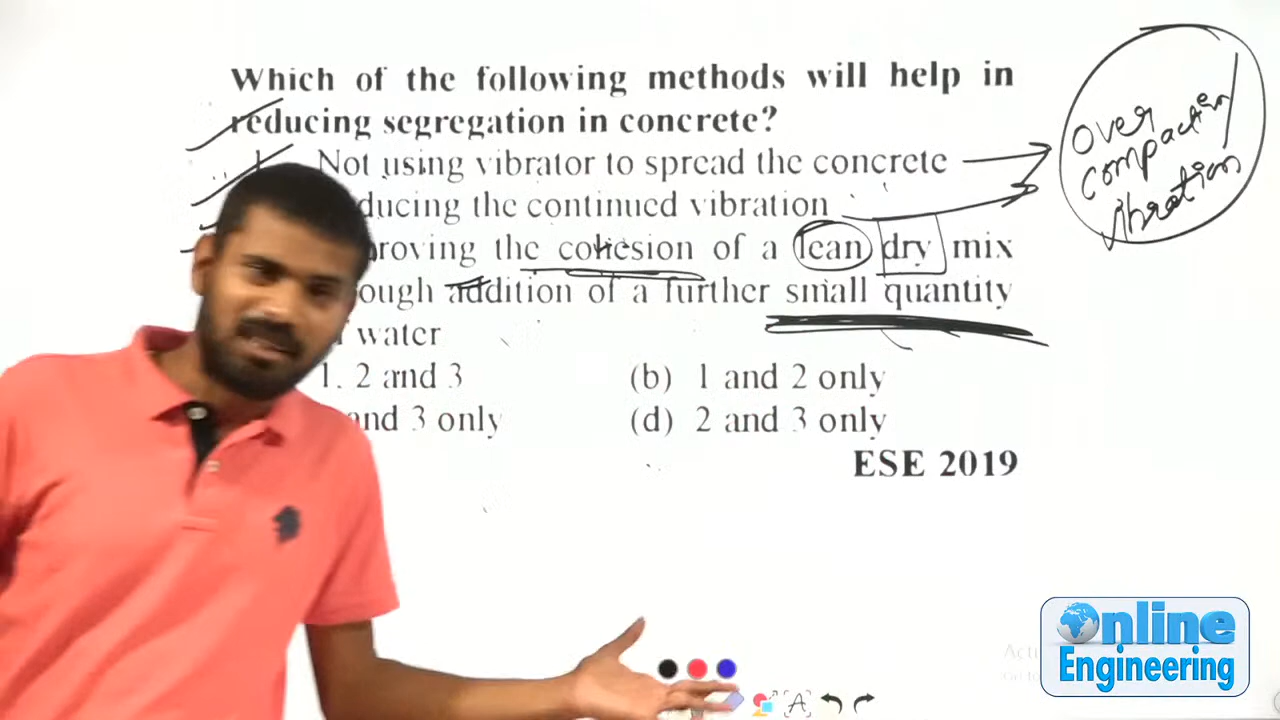 Which of the following methods will help in
reducing segregation in concrete?
1. Not using vibrator to spread the concrete
ducing the continued vibration
proving the cohesion of a lean dry mix
ough addition of a further small quantity
water
1. 2 and 3
(b) 1 and 2 only
and 3 only
(d) 2 and 3 only
ESE 2019
Over
compaction/
vibration
Online
Engineering